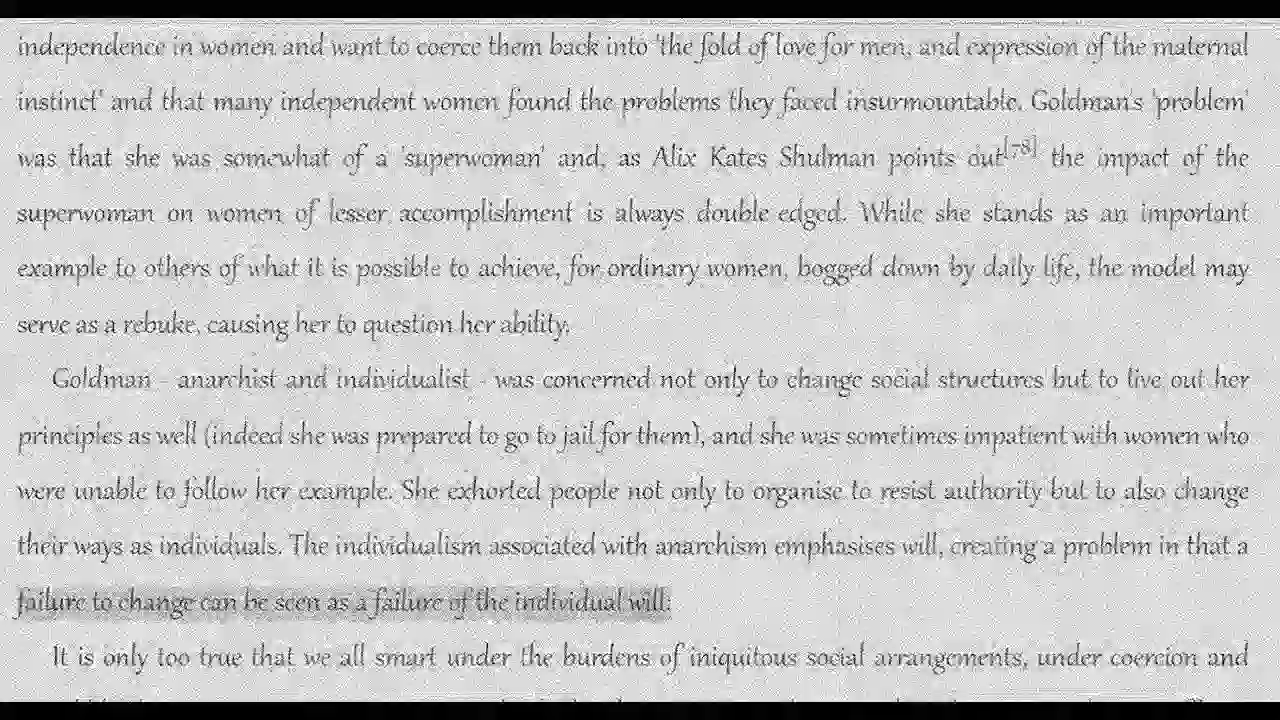 independence in women and want to coerce them back into 'the fold of love for men, and expression of the maternal
instinct' and that many independent women found the problems they faced insurmountable. Goldman's 'problem'
was that she was somewhat of a 'superwoman' and, as Alix Kates Shulman points out[78] the impact of the
superwoman on women of lesser accomplishment is always double edged. While she stands as an important
example to others of what it is possible to achieve, for ordinary women, bogged down by daily life, the model may
serve as a rebuke, causing her to question her ability.
Goldman - anarchist and individualist - was concerned not only to change social structures but to live out her
principles as well (indeed she was prepared to go to jail for them), and she was sometimes impatient with women who
were unable to follow her example. She exhorted people not only to organise to resist authority but to also change
their ways as individuals. The individualism associated with anarchism emphasises will, creating a problem in that a
failure to change can be seen as a failure of the individual will:
It is only too true that we all smart under the burdens of iniquitous social arrangements, under coercion and